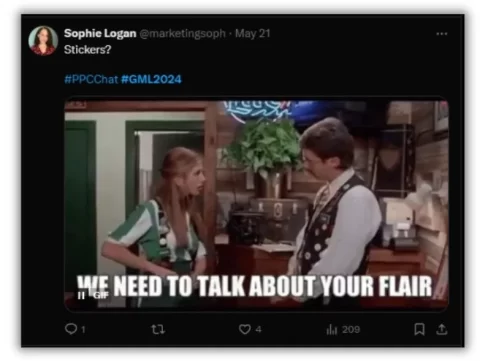 Sophie Logan @marketingsoph · May 21
Stickers?
#PPCChat #GML2024
WE NEED TO TALK ABOUT YOUR FLAIR
GIF
1 4 209